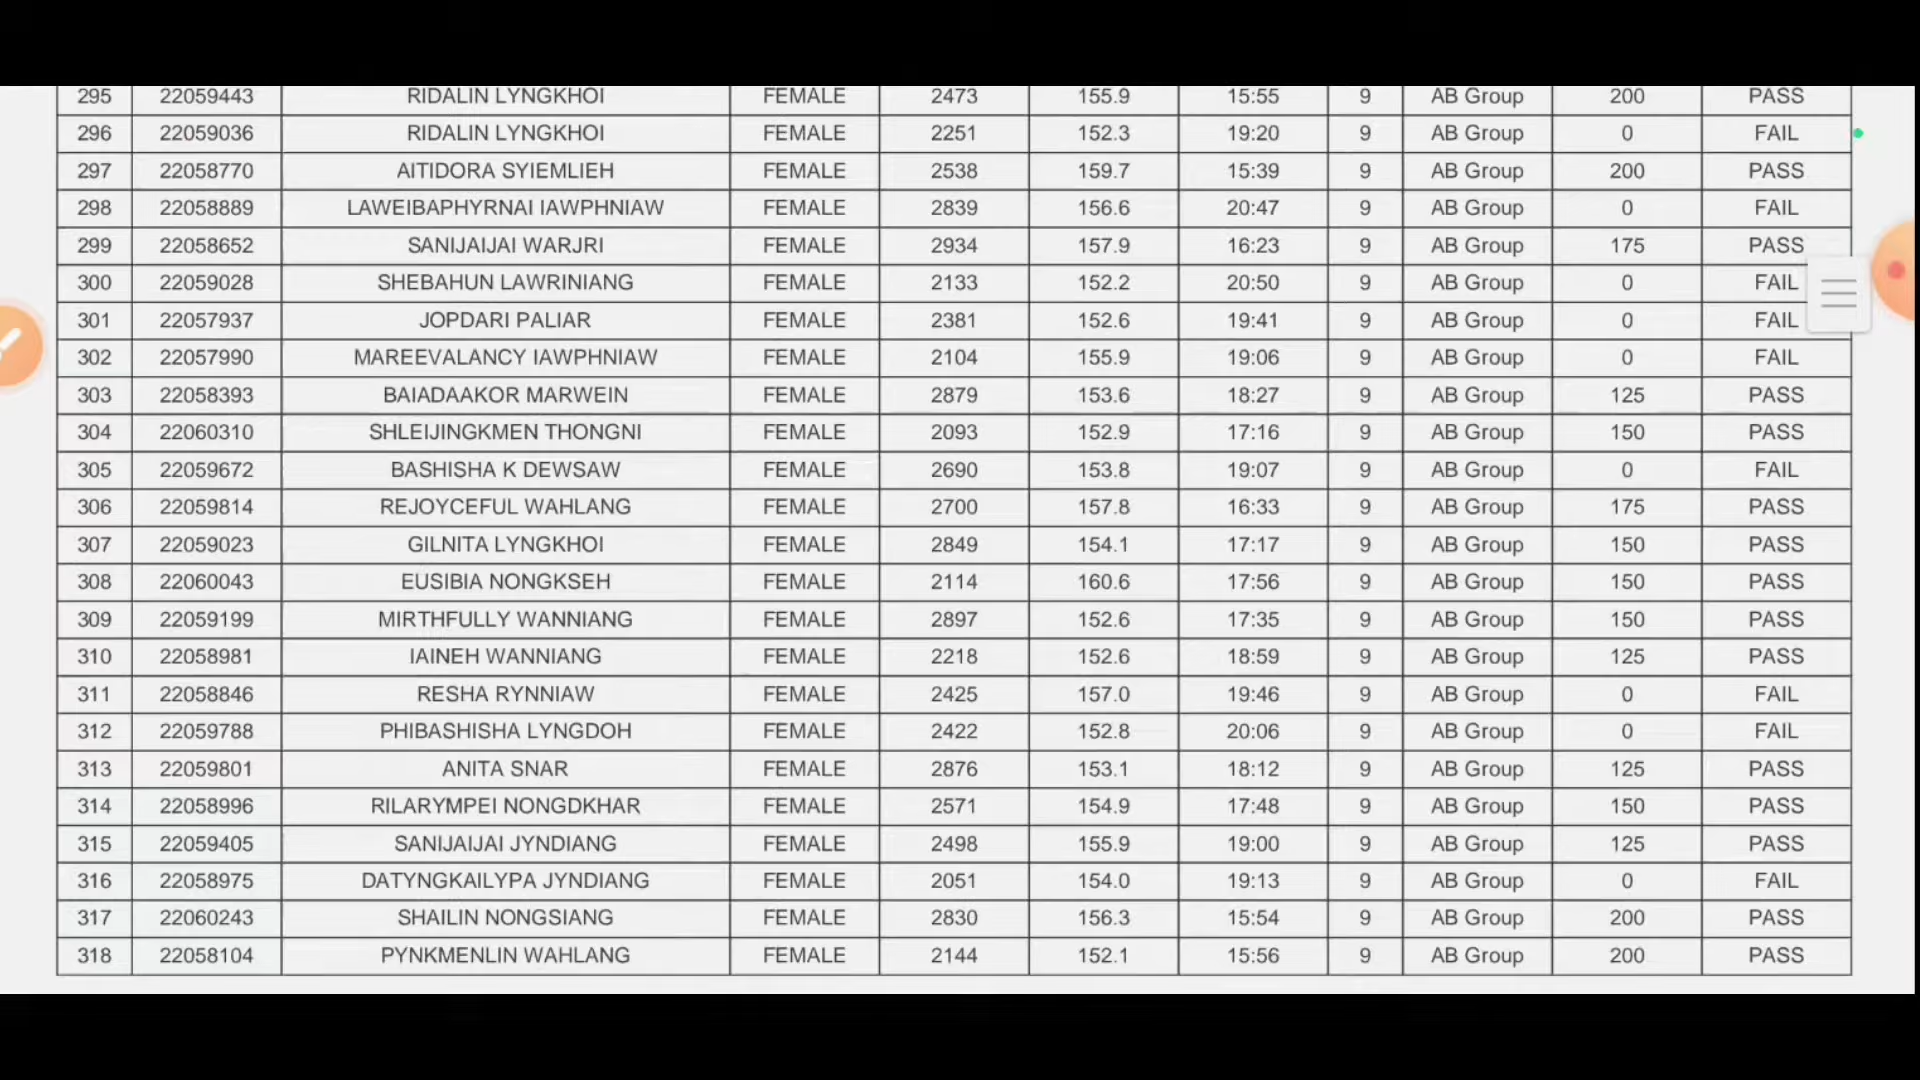 295 22059443 RIDALIN LYNGKHOI FEMALE 2473 155.9 15:55 9 AB Group 200 PASS
296 22059036 RIDALIN LYNGKHOI FEMALE 2251 152.3 19:20 9 AB Group 0 FAIL
297 22058770 AITIDORA SYIEMLIEH FEMALE 2538 159.7 15:39 9 AB Group 200 PASS
298 22058889 LAWEIBAPHYRNAI IAWPHNIAW FEMALE 2839 156.6 20:47 9 AB Group 0 FAIL
299 22058652 SANIJAIJAI WARJRI FEMALE 2934 157.9 16:23 9 AB Group 175 PASS
300 22059028 SHEBAHUN LAWRINIANG FEMALE 2133 152.2 20:50 9 AB Group 0 FAIL
301 22057937 JOPDARI PALIAR FEMALE 2381 152.6 19:41 9 AB Group 0 FAIL
302 22057990 MAREEVALANCY IAWPHNIAW FEMALE 2104 155.9 19:06 9 AB Group 0 FAIL
303 22058393 BAIADAAKOR MARWEIN FEMALE 2879 153.6 18:27 9 AB Group 125 PASS
304 22060310 SHLEIJINGKMEN THONGNI FEMALE 2093 152.9 17:16 9 AB Group 150 PASS
305 22059672 BASHISHA K DEWSAW FEMALE 2690 153.8 19:07 9 AB Group 0 FAIL
306 22059814 REJOYCEFUL WAHLANG FEMALE 2700 157.8 16:33 9 AB Group 175 PASS
307 22059023 GILNITA LYNGKHOI FEMALE 2849 154.1 17:17 9 AB Group 150 PASS
308 22060043 EUSIBIA NONGKSEH FEMALE 2114 160.6 17:56 9 AB Group 150 PASS
309 22059199 MIRTHFULLY WANNIANG FEMALE 2897 152.6 17:35 9 AB Group 150 PASS
310 22058981 IAINEH WANNIANG FEMALE 2218 152.6 18:59 9 AB Group 125 PASS
311 22058846 RESHA RYNNIAW FEMALE 2425 157.0 19:46 9 AB Group 0 FAIL
312 22059788 PHIBASHISHA LYNGDOH FEMALE 2422 152.8 20:06 9 AB Group 0 FAIL
313 22059801 ANITA SNAR FEMALE 2876 153.1 18:12 9 AB Group 125 PASS
314 22058996 RILARYMPEI NONGDKHAR FEMALE 2571 154.9 17:48 9 AB Group 150 PASS
315 22059405 SANIJAIJAI JYNDIANG FEMALE 2498 155.9 19:00 9 AB Group 125 PASS
316 22058975 DATYNGKAILYPA JYNDIANG FEMALE 2051 154.0 19:13 9 AB Group 0 FAIL
317 22060243 SHAILIN NONGSIANG FEMALE 2830 156.3 15:54 9 AB Group 200 PASS
318 22058104 PYNKMENLIN WAHLANG FEMALE 2144 152.1 15:56 9 AB Group 200 PASS